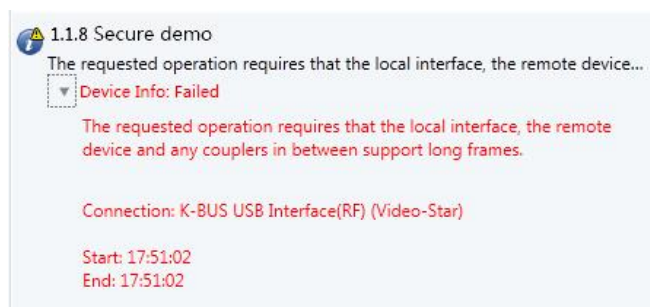 1.1.8 Secure demo
The requested operation requires that the local interface, the remote device...
Device Info: Failed
The requested operation requires that the local interface, the remote
device and any couplers in between support long frames.
Connection: K-BUS USB Interface(RF) (Video-Star)
Start: 17:51:02
End: 17:51:02